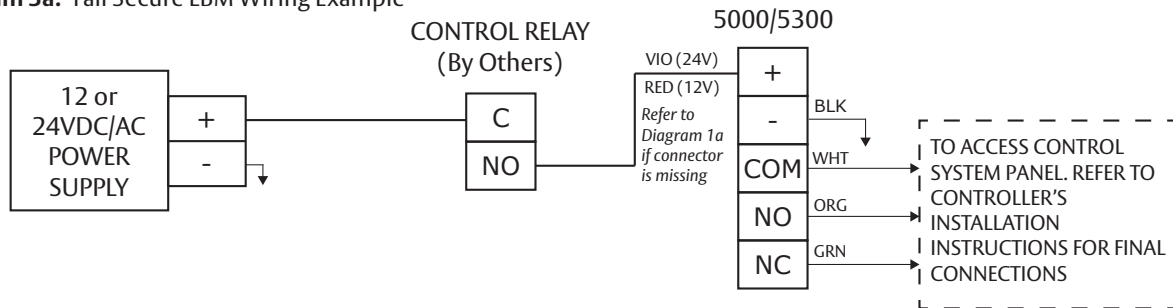 Fail Secure LBM Wiring Example
5000/5300
CONTROL RELAY
(By Others)
12 or
24VDC/AC
POWER
SUPPLY
+
-
C
NO
VIO (24V)
RED (12V)
Refer to
Diagram 1a
if connector
is missing
+
-
COM
NO
NC
BLK
WHT
ORG
GRN
TO ACCESS CONTROL
SYSTEM PANEL. REFER TO
CONTROLLER'S
INSTALLATION
INSTRUCTIONS FOR FINAL
CONNECTIONS